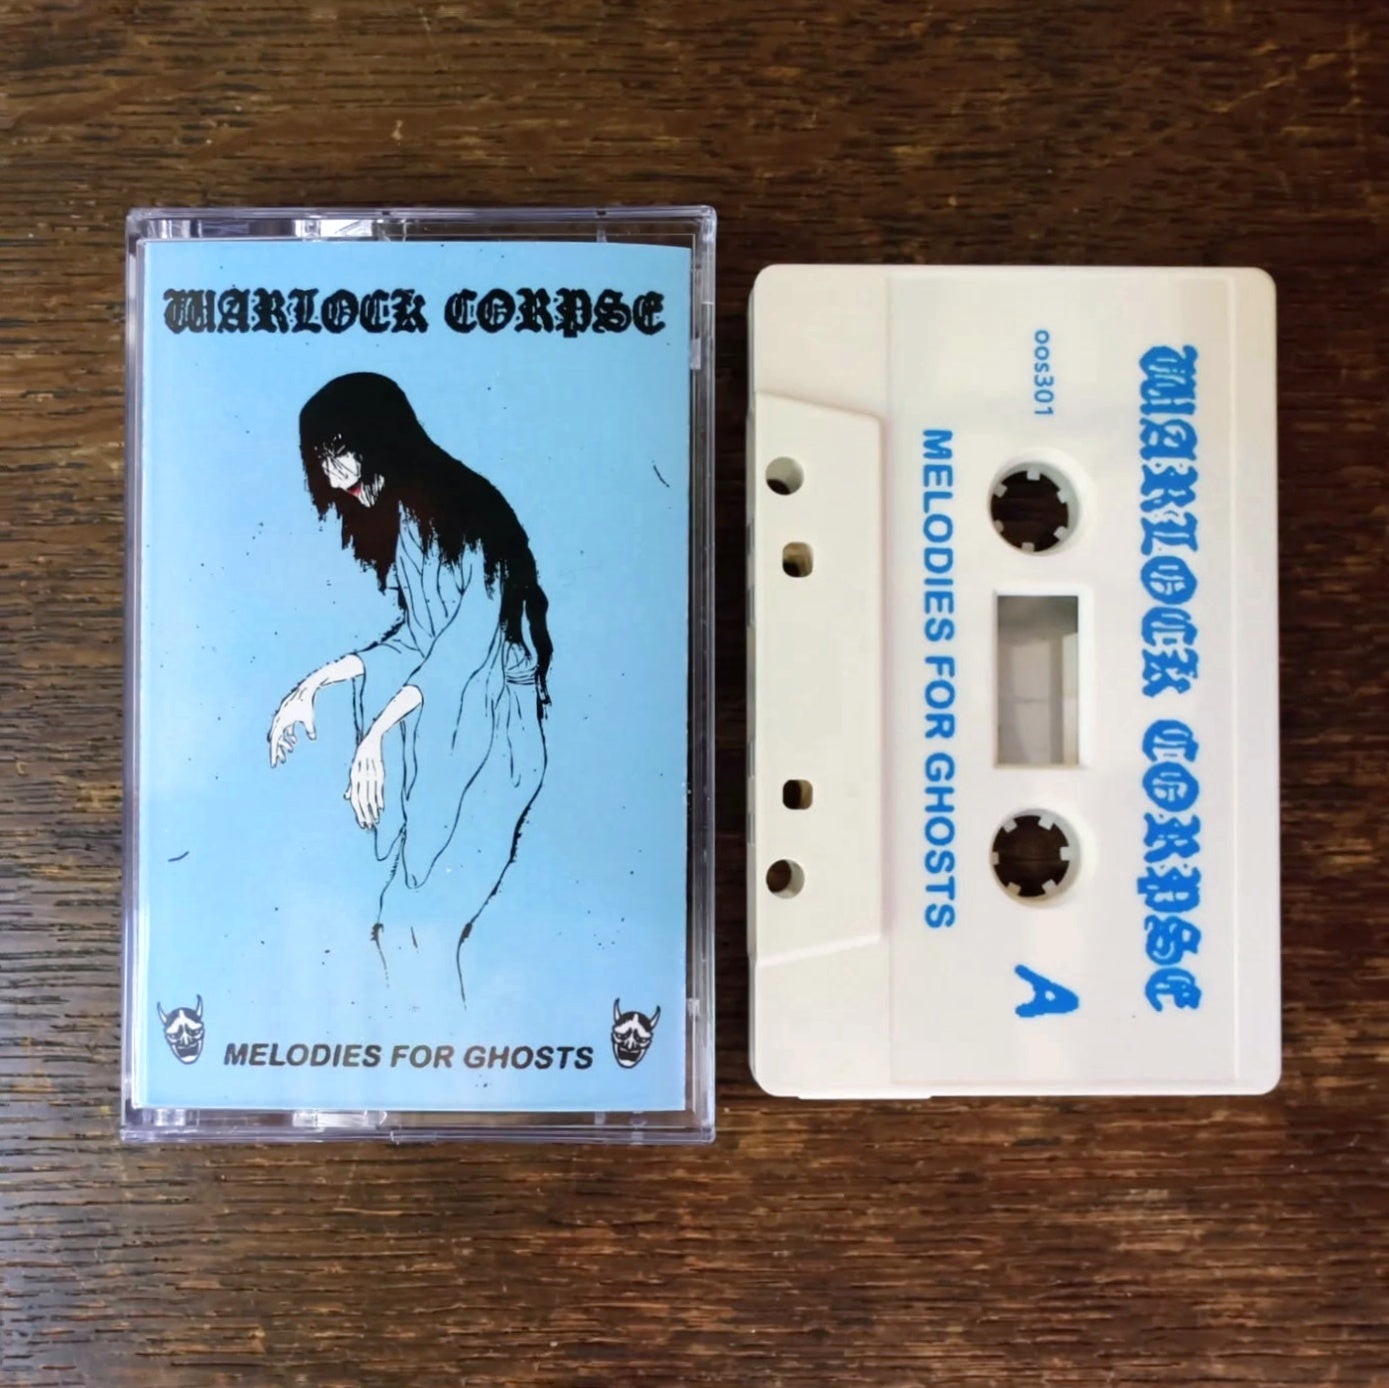 WARLOCK CORPSE
MELODIES FOR GHOSTS
WARLOCK CORPSE
oos301
A
MELODIES FOR GHOSTS